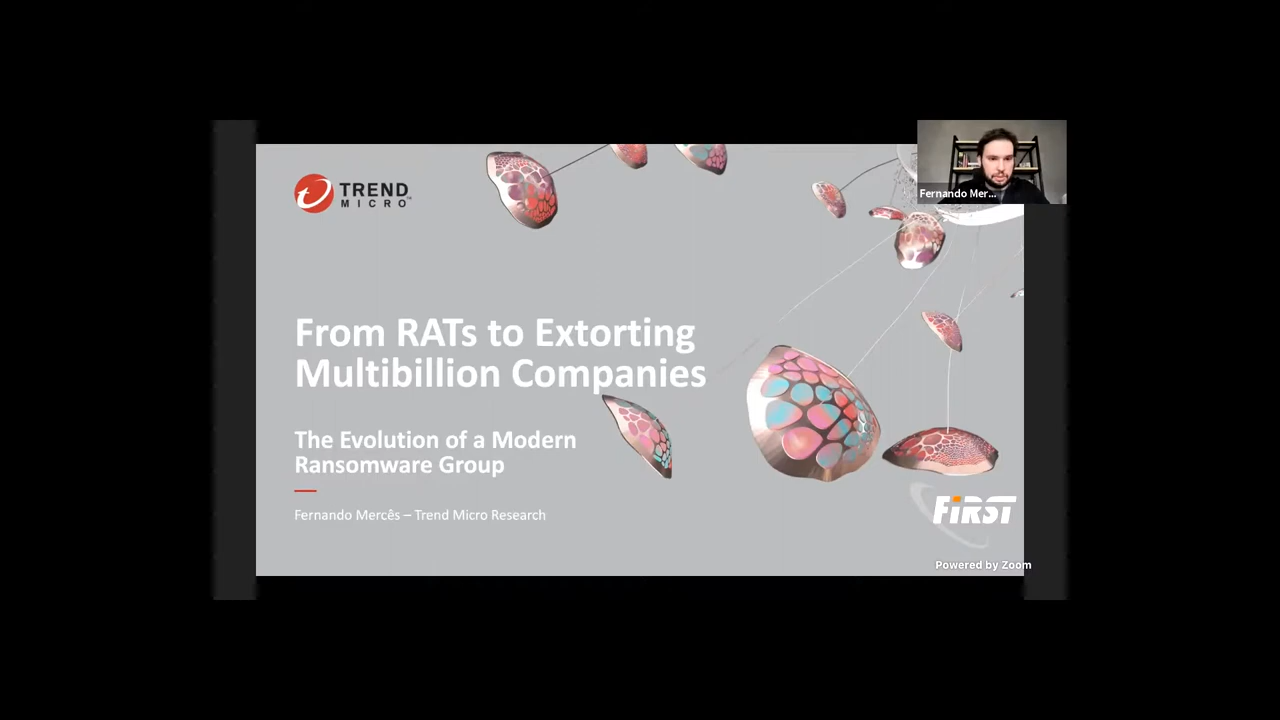 TREND
MICRO™
Fernando Mer...
From RATs to Extorting
Multibillion Companies
The Evolution of a Modern
Ransomware Group
Fernando Mercês – Trend Micro Research
FIRST
Powered by Zoom